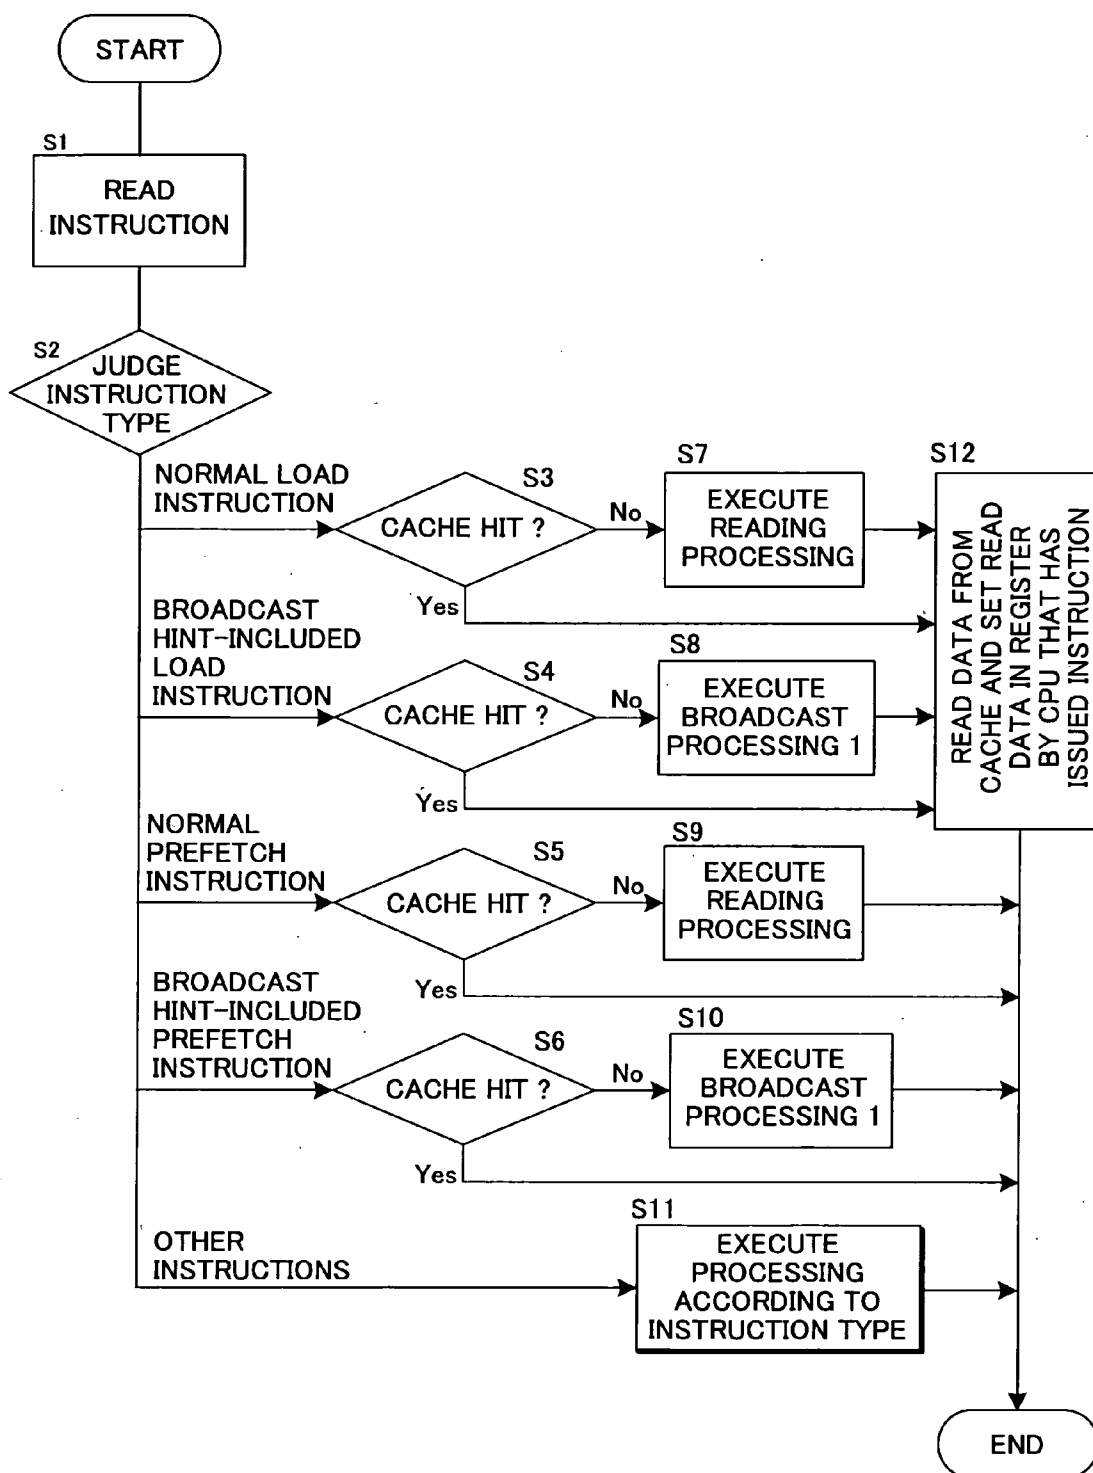 START
S1
READ
INSTRUCTION
S2
JUDGE
INSTRUCTION
TYPE
NORMAL LOAD
INSTRUCTION
S3
CACHE HIT ?
No
Yes
S7
EXECUTE
READING
PROCESSING
S12
READ DATA FROM
CACHE AND SET READ
DATA IN REGISTER
BY CPU THAT HAS
ISSUED INSTRUCTION
BROADCAST
HINT-INCLUDED
LOAD
INSTRUCTION
S4
CACHE HIT ?
No
Yes
S8
EXECUTE
BROADCAST
PROCESSING 1
NORMAL
PREFETCH
INSTRUCTION
S5
CACHE HIT ?
No
Yes
S9
EXECUTE
READING
PROCESSING
BROADCAST
HINT-INCLUDED
PREFETCH
INSTRUCTION
S6
CACHE HIT ?
No
Yes
S10
EXECUTE
BROADCAST
PROCESSING 1
OTHER
INSTRUCTIONS
S11
EXECUTE
PROCESSING
ACCORDING TO
INSTRUCTION TYPE
END